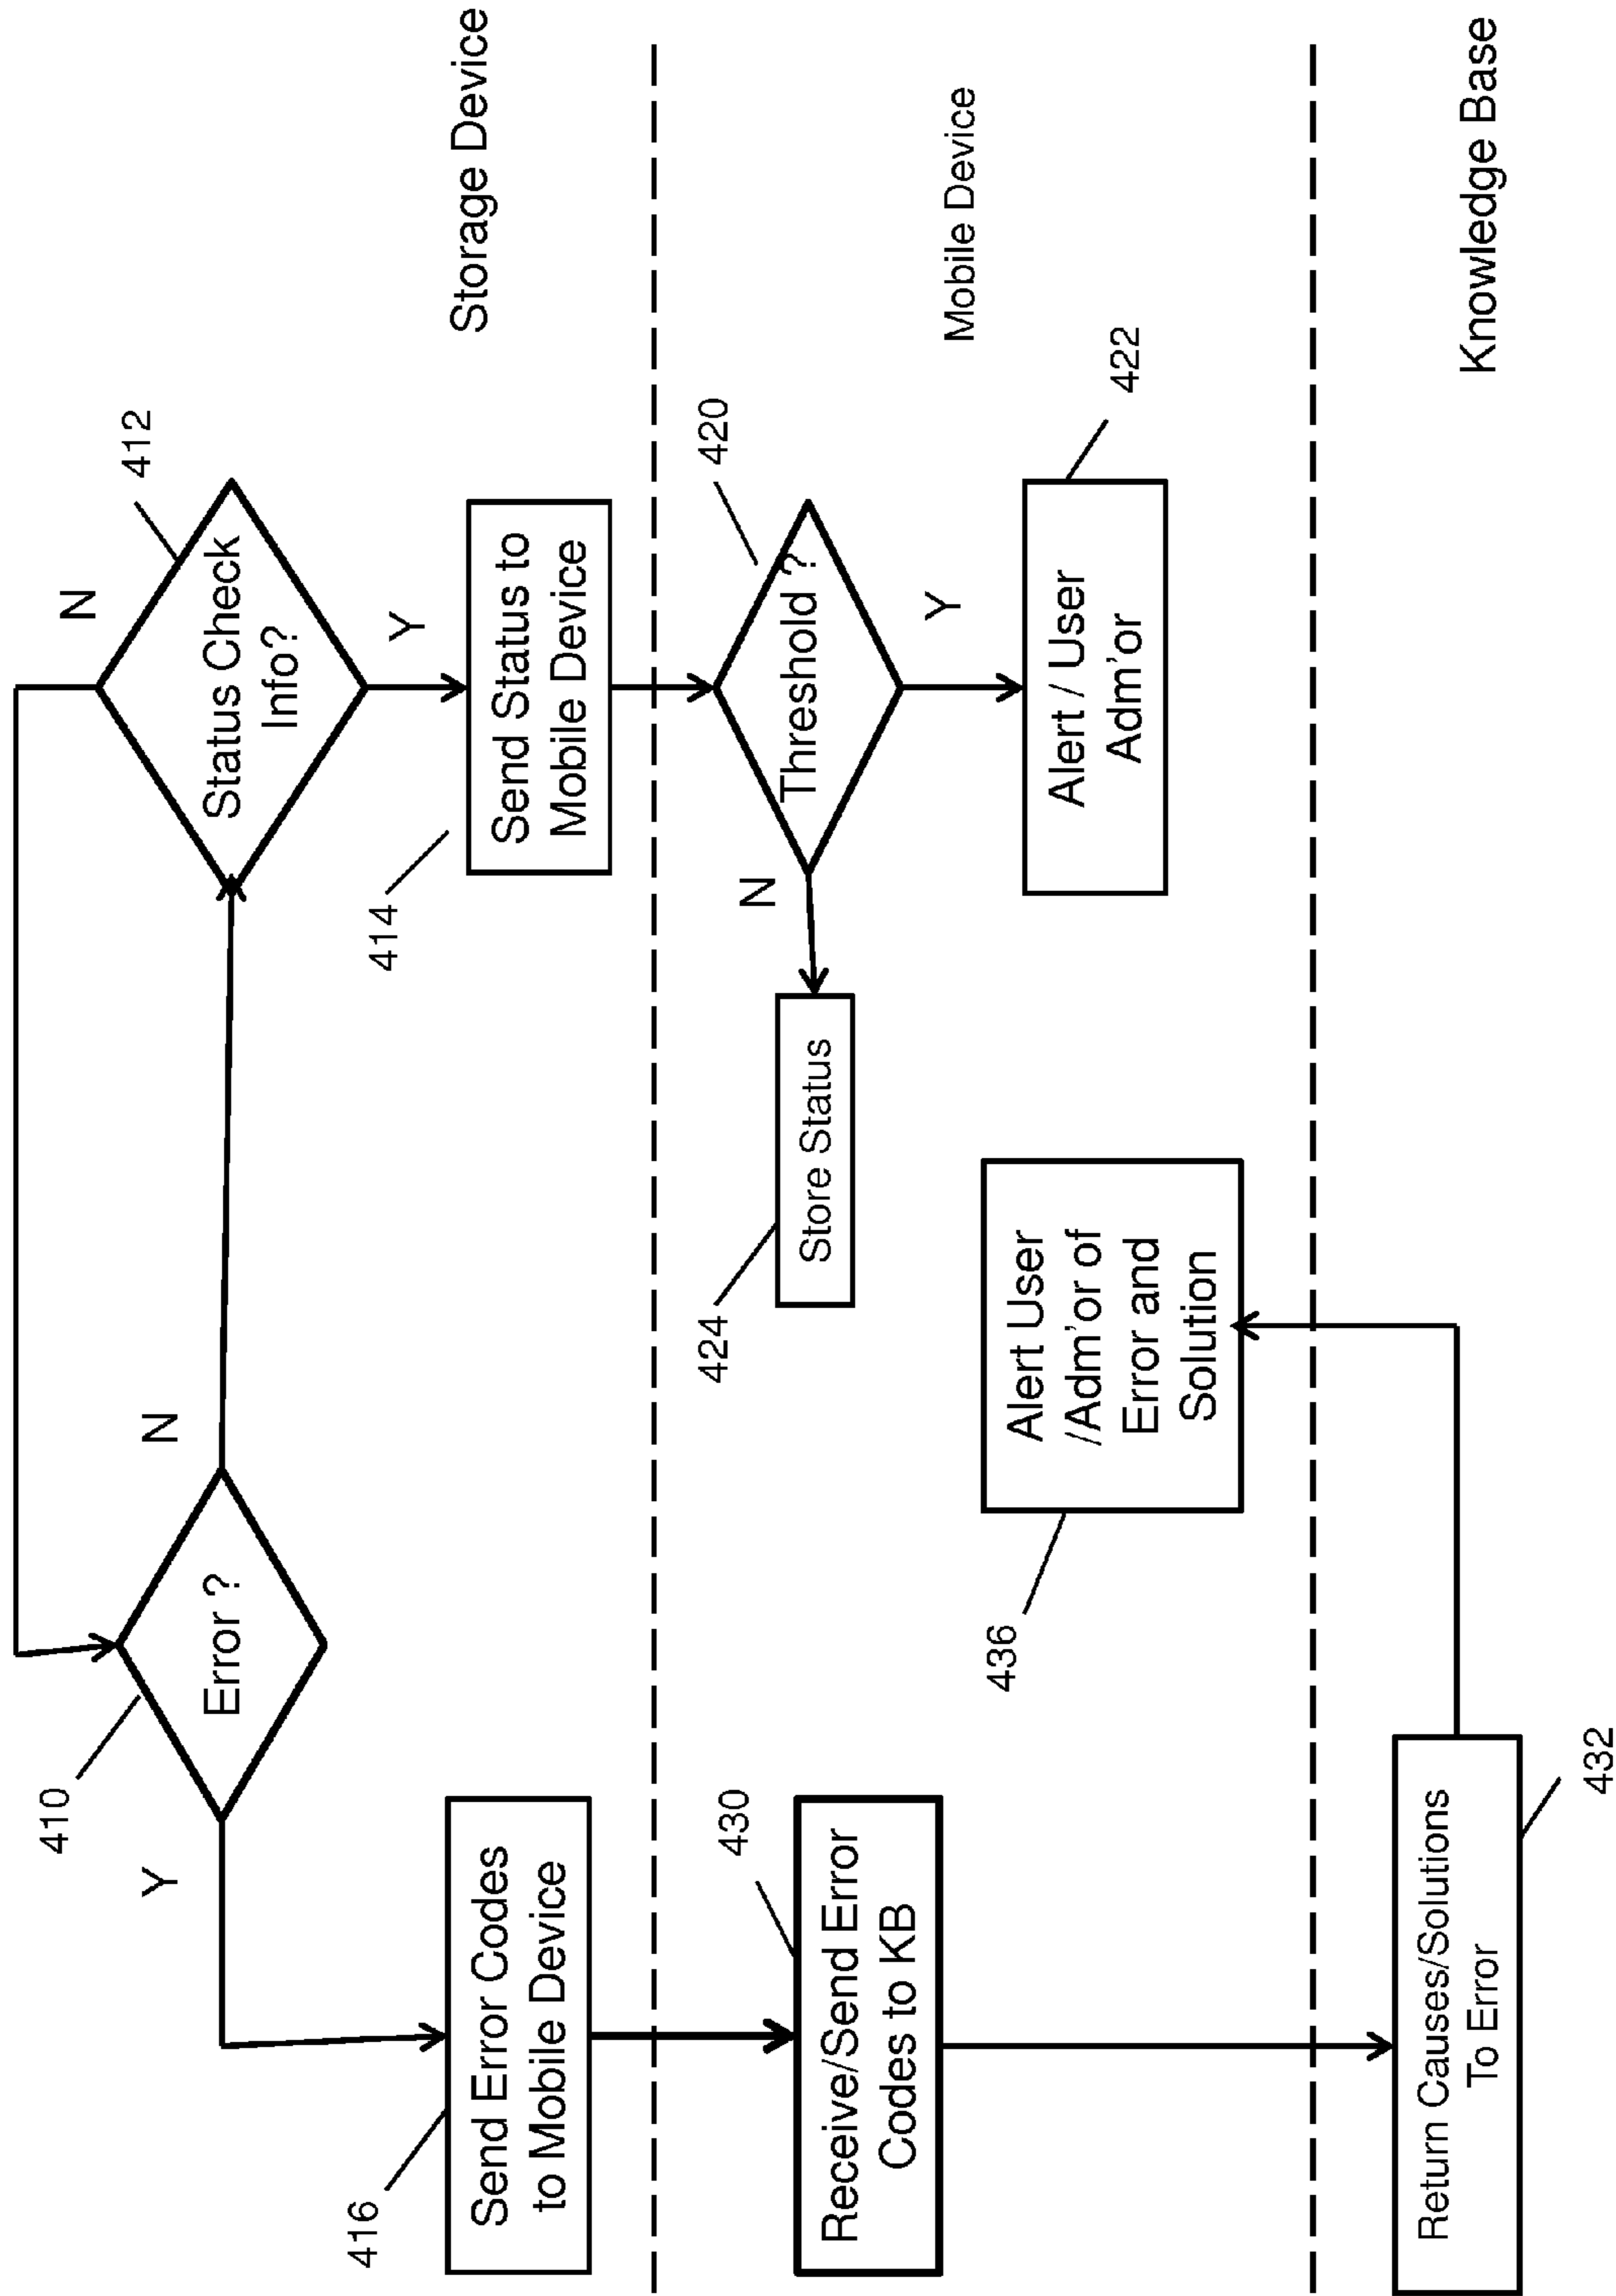 410
Error ?
Y
N
412
Status Check
Info?
N
Y
Storage Device
416
Send Error Codes
to Mobile Device
414
Send Status to
Mobile Device
430
Receive/Send Error
Codes to KB
424
Store Status
N
420
Threshold ?
Y
Mobile Device
436
Alert User
/Adm'or of
Error and
Solution
Alert / User
Adm'or
422
Return Causes/Solutions
To Error
432
Knowledge Base